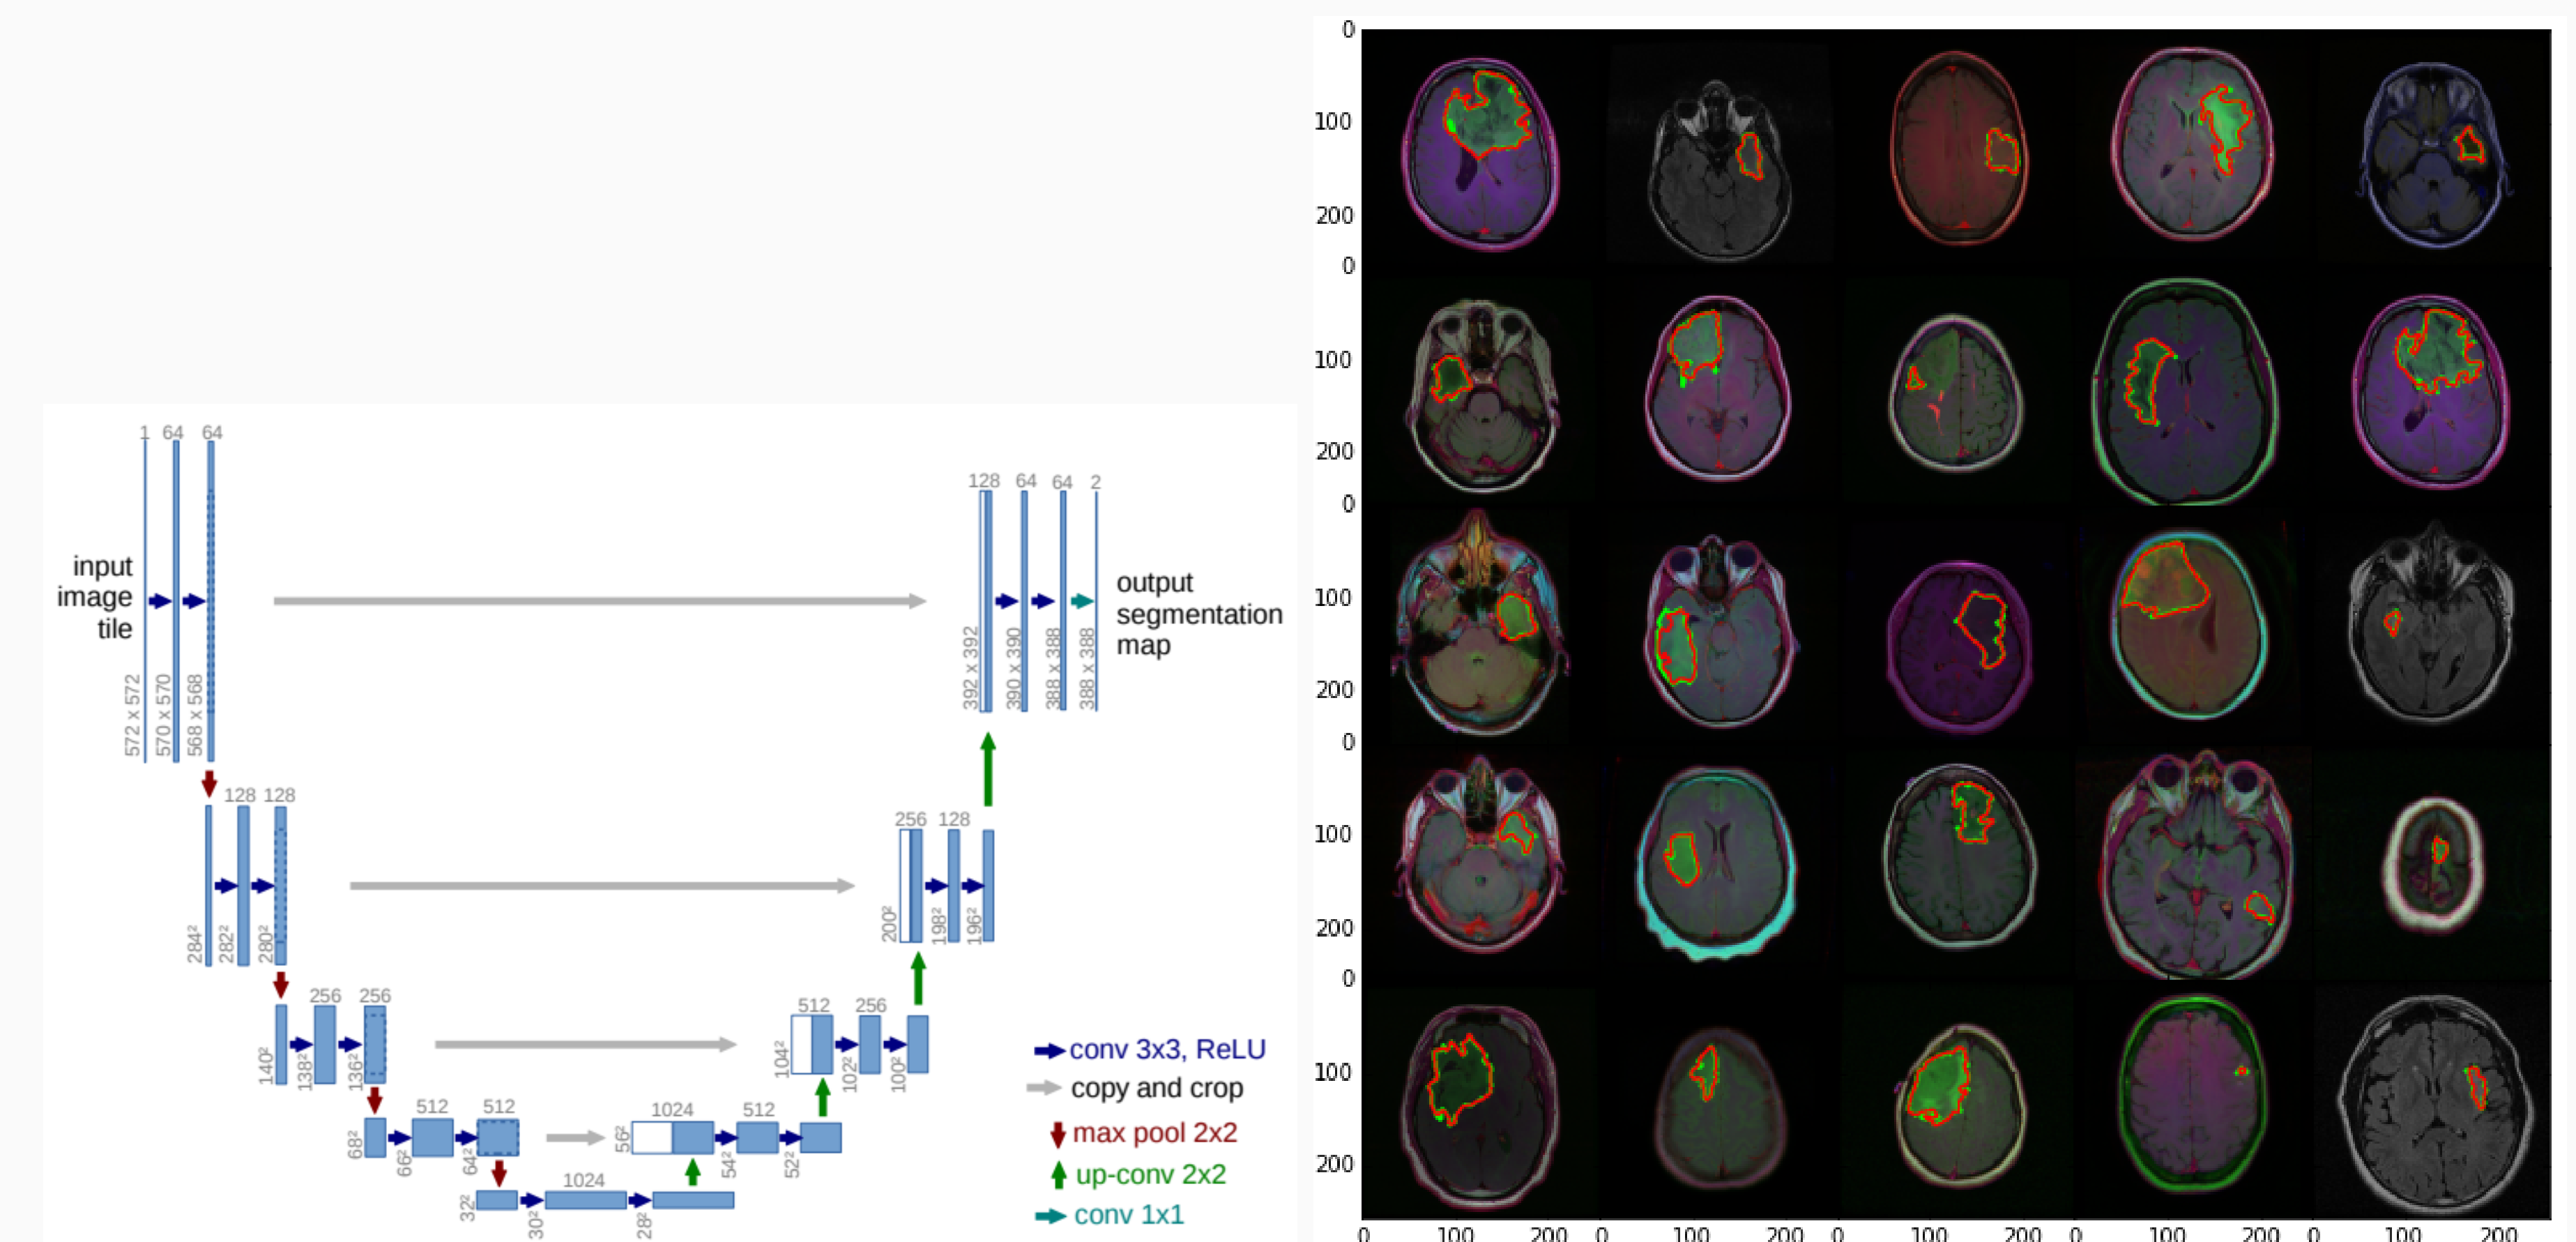 1 64 64
input
image
tile
572 x 572
570 x 570
568 x 568
128 64 64 2
output
segmentation
map
392 x 392
390 x 390
388 x 388
388 x 388
128 128
284²
282²
280²
256 128
200²
198²
196²
256 256
140²
138²
136²
512 256
104²
102²
100²
512 512
68²
66²
64²
1024 512
56²
54²
52²
1024
32²
30²
28²
conv 3x3, ReLU
copy and crop
max pool 2x2
up-conv 2x2
conv 1x1
0
100
200
0
100
200
0
100
200
0
100
200
0
100
200
0 100 200 0 100 200 0 100 200 0 100 200 0 100 200